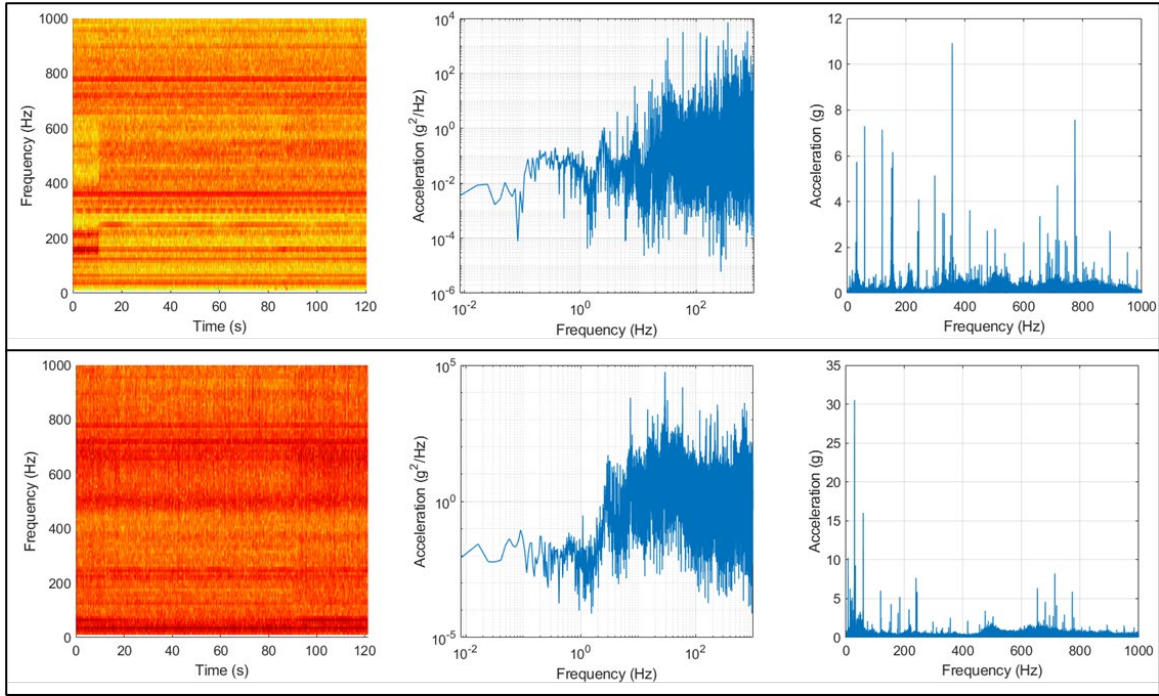 1000
800
600
400
200
0
Frequency (Hz)
0 20 40 60 80 100 120
Time (s)
10^4
10^2
10^0
10^-2
10^-4
10^-6
Acceleration (g^2/Hz)
10^-2 10^0 10^2
Frequency (Hz)
12
10
8
6
4
2
0
Acceleration (g)
0 200 400 600 800 1000
Frequency (Hz)
1000
800
600
400
200
0
Frequency (Hz)
0 20 40 60 80 100 120
Time (s)
10^5
10^0
10^-5
Acceleration (g^2/Hz)
10^-2 10^0 10^2
Frequency (Hz)
35
30
25
20
15
10
5
0
Acceleration (g)
0 200 400 600 800 1000
Frequency (Hz)